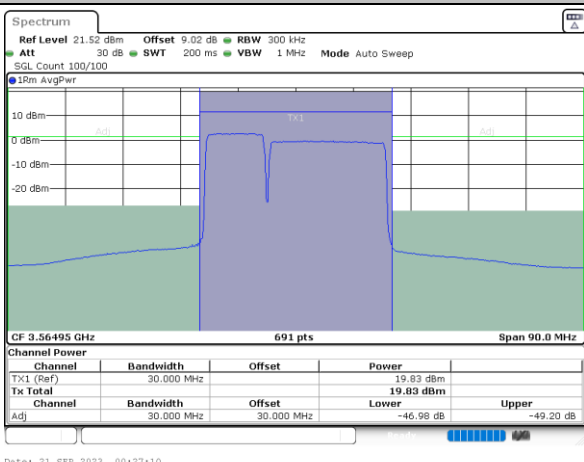 Spectrum
Ref Level 21.52 dBm Offset 9.02 dB RBW 300 kHz
Att 30 dB SWT 200 ms VBW 1 MHz Mode Auto Sweep
SGL Count 100/100
1Rm AvgPwr
10 dBm
TX1
Adj
Adj
0 dBm
-10 dBm
-20 dBm
CF 3.56495 GHz 691 pts Span 90.0 MHz
Channel Power
Channel Bandwidth Offset Power
TX1 (Ref) 30.000 MHz 19.83 dBm
Tx Total 19.83 dBm
Channel Bandwidth Offset Lower Upper
Adj 30.000 MHz 30.000 MHz -46.98 dB -49.20 dB